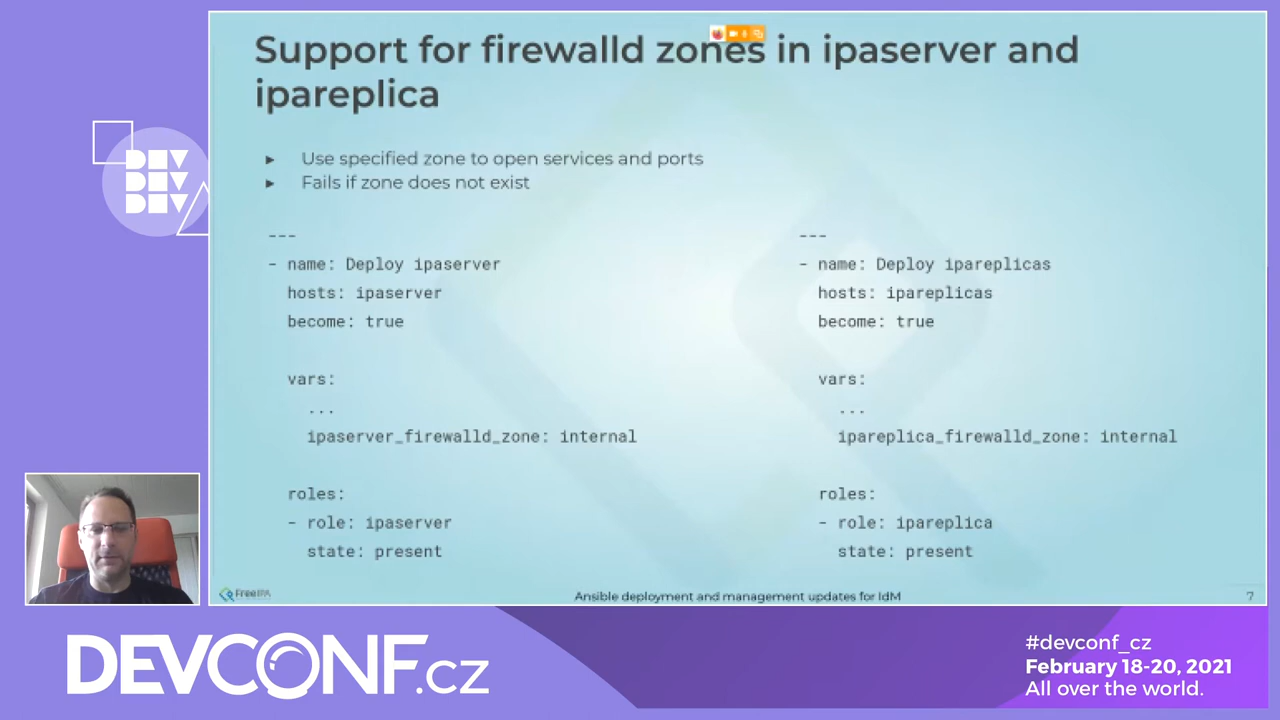 Support for firewalld zones in ipaserver and
ipareplica
► Use specified zone to open services and ports
► Fails if zone does not exist
---
- name: Deploy ipaserver
hosts: ipaserver
become: true
vars:
...
ipaserver_firewalld_zone: internal
roles:
- role: ipaserver
state: present
---
- name: Deploy ipareplicas
hosts: ipareplicas
become: true
vars:
...
ipareplica_firewalld_zone: internal
roles:
- role: ipareplica
state: present
FreeIPA
Ansible deployment and management updates for IdM
7
DEV
DEV
DEV
DEVCONF.cz
#devconf_cz
February 18-20, 2021
All over the world.